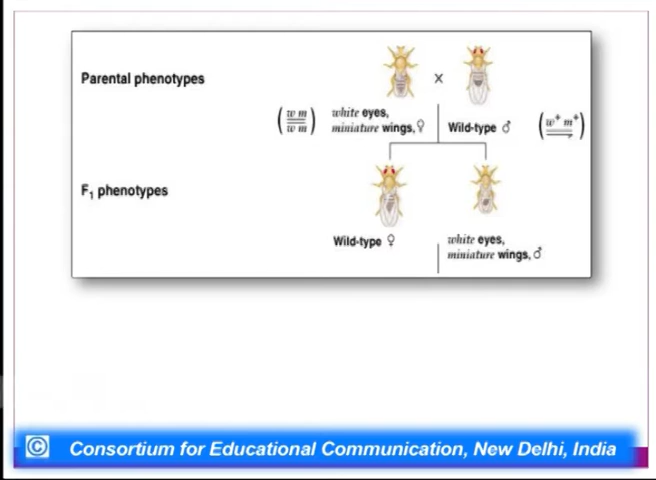 Parental phenotypes
x
( w m / w m ) white eyes,
miniature wings, ♀
Wild-type ♂ ( w⁺ m⁺ )
F₁ phenotypes
Wild-type ♀
white eyes,
miniature wings, ♂
© Consortium for Educational Communication, New Delhi, India